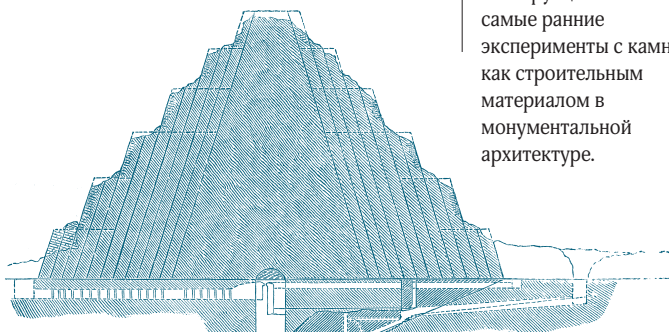 самые ранние
эксперименты с
как строительным
материалом в
монументальной
архитектуре.